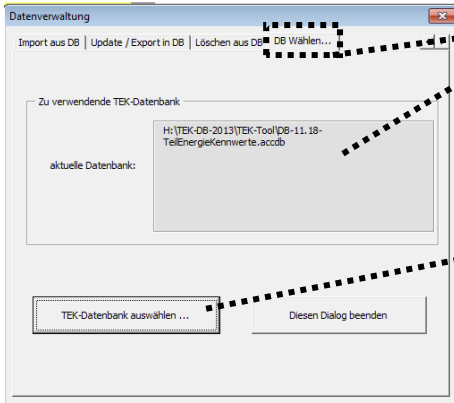 Datenverwaltung
Import aus DB | Update / Export in DB | Löschen aus DB DB Wählen...
Zu verwendende TEK-Datenbank
H:\TEK-DB-2013\TEK-Tool\DB-11.18-
TeilEnergieKennwerte.accdb
aktuelle Datenbank:
TEK-Datenbank auswählen ... Diesen Dialog beenden